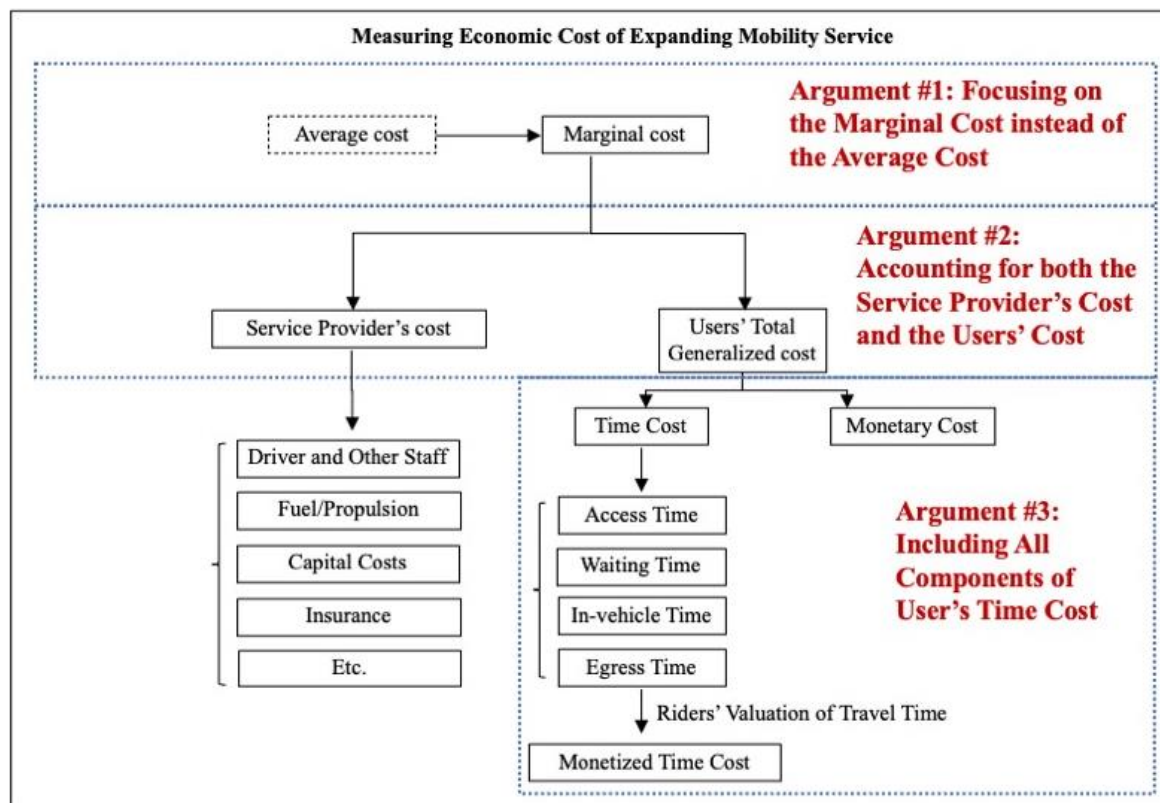 Measuring Economic Cost of Expanding Mobility Service
Argument #1: Focusing on
the Marginal Cost instead of
the Average Cost
Average cost
Marginal cost
Argument #2:
Accounting for both the
Service Provider's Cost
and the Users' Cost
Service Provider's cost
Users' Total
Generalized cost
Time Cost
Monetary Cost
Driver and Other Staff
Fuel/Propulsion
Capital Costs
Insurance
Etc.
Access Time
Waiting Time
In-vehicle Time
Egress Time
Argument #3:
Including All
Components of
User's Time Cost
Riders' Valuation of Travel Time
Monetized Time Cost